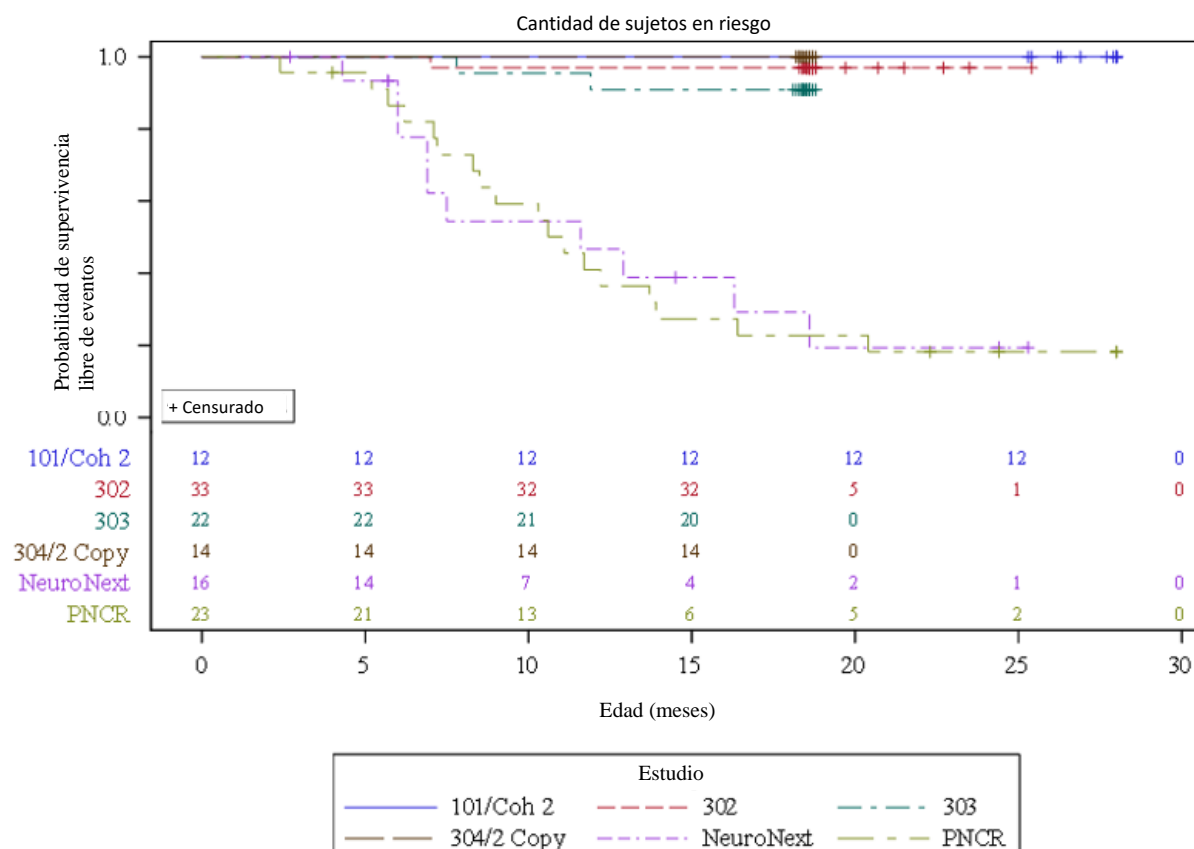 Cantidad de sujetos en riesgo
1.0
Probabilidad de supervivencia
libre de eventos
+ Censurado
0.0
101/Coh 2 12 12 12 12 12 12 0
302 33 33 32 32 5 1 0
303 22 22 21 20 0
304/2 Copy 14 14 14 14 0
NeuroNext 16 14 7 4 2 1 0
PNCR 23 21 13 6 5 2 0
0 5 10 15 20 25 30
Edad (meses)
Estudio
101/Coh 2 302 303
304/2 Copy NeuroNext PNCR